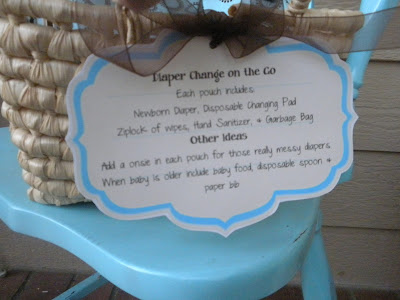 Diaper Change on the Go
Each pouch includes:
Newborn Diaper, Disposable Changing Pad
Ziplock of wipes, Hand Sanitizer, & Garbage Bag
Other Ideas
Add a onsie in each pouch for those really messy diapers
When baby is older include baby food, disposable spoon &
paper bib